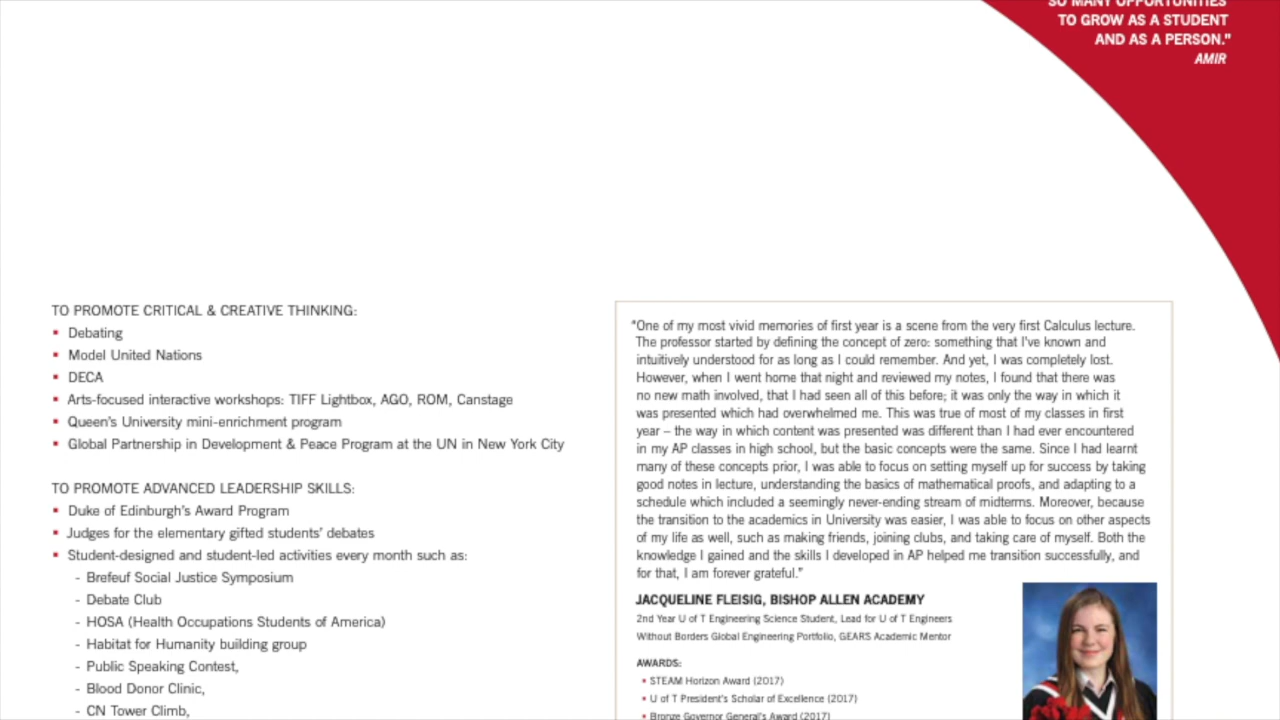 SO MANY OPPORTUNITIES
TO GROW AS A STUDENT
AND AS A PERSON."
AMIR
TO PROMOTE CRITICAL & CREATIVE THINKING:
▪ Debating
▪ Model United Nations
▪ DECA
▪ Arts-focused interactive workshops: TIFF Lightbox, AGO, ROM, Canstage
▪ Queen's University mini-enrichment program
▪ Global Partnership in Development & Peace Program at the UN in New York City
TO PROMOTE ADVANCED LEADERSHIP SKILLS:
▪ Duke of Edinburgh's Award Program
▪ Judges for the elementary gifted students' debates
▪ Student-designed and student-led activities every month such as:
- Brefeuf Social Justice Symposium
- Debate Club
- HOSA (Health Occupations Students of America)
- Habitat for Humanity building group
- Public Speaking Contest,
- Blood Donor Clinic,
- CN Tower Climb,
"One of my most vivid memories of first year is a scene from the very first Calculus lecture.
The professor started by defining the concept of zero: something that I've known and
intuitively understood for as long as I could remember. And yet, I was completely lost.
However, when I went home that night and reviewed my notes, I found that there was
no new math involved, that I had seen all of this before; it was only the way in which it
was presented which had overwhelmed me. This was true of most of my classes in first
year – the way in which content was presented was different than I had ever encountered
in my AP classes in high school, but the basic concepts were the same. Since I had learnt
many of these concepts prior, I was able to focus on setting myself up for success by taking
good notes in lecture, understanding the basics of mathematical proofs, and adapting to a
schedule which included a seemingly never-ending stream of midterms. Moreover, because
the transition to the academics in University was easier, I was able to focus on other aspects
of my life as well, such as making friends, joining clubs, and taking care of myself. Both the
knowledge I gained and the skills I developed in AP helped me transition successfully, and
for that, I am forever grateful."
JACQUELINE FLEISIG, BISHOP ALLEN ACADEMY
2nd Year U of T Engineering Science Student, Lead for U of T Engineers
Without Borders Global Engineering Portfolio, GEARS Academic Mentor
AWARDS:
▪ STEAM Horizon Award (2017)
▪ U of T President's Scholar of Excellence (2017)
▪ Bronze Governor General's Award (2017)